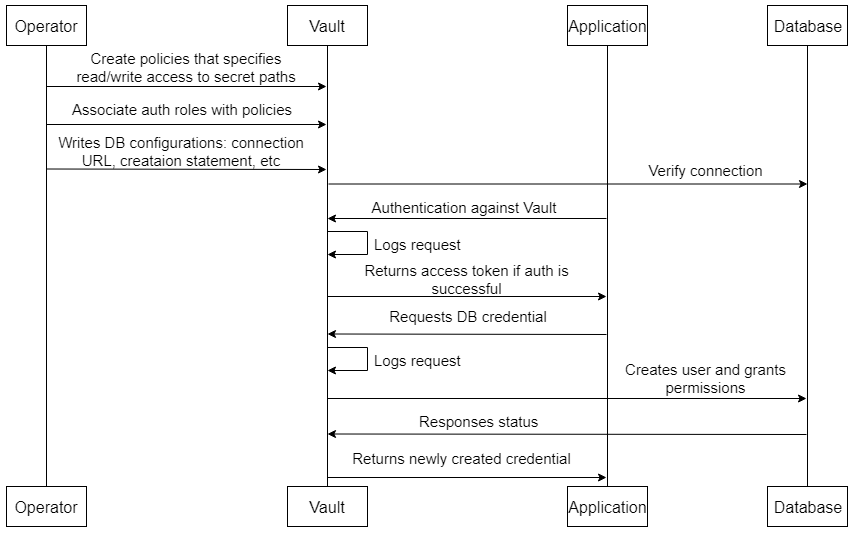 Operator
Vault
Application
Database
Create policies that specifies
read/write access to secret paths
Associate auth roles with policies
Writes DB configurations: connection
URL, creataion statement, etc
Verify connection
Authentication against Vault
Logs request
Returns access token if auth is
successful
Requests DB credential
Logs request
Creates user and grants
permissions
Responses status
Returns newly created credential
Operator
Vault
Application
Database